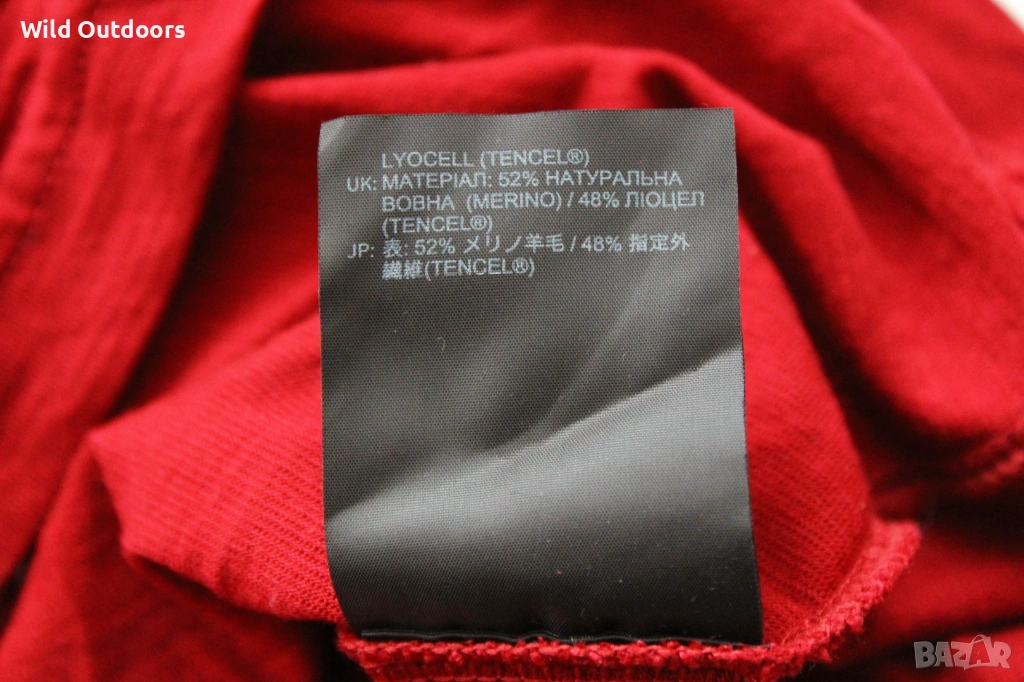 Wild Outdoors
LYOCELL (TENCEL®)
UK: МАТЕРІАЛ: 52% НАТУРАЛЬНА
ВОВНА (MERINO) / 48% ЛІОЦЕЛ
(TENCEL®)
JP: 表: 52% メリノ羊毛 / 48% 指定外
繊維(TENCEL®)
BAZAR